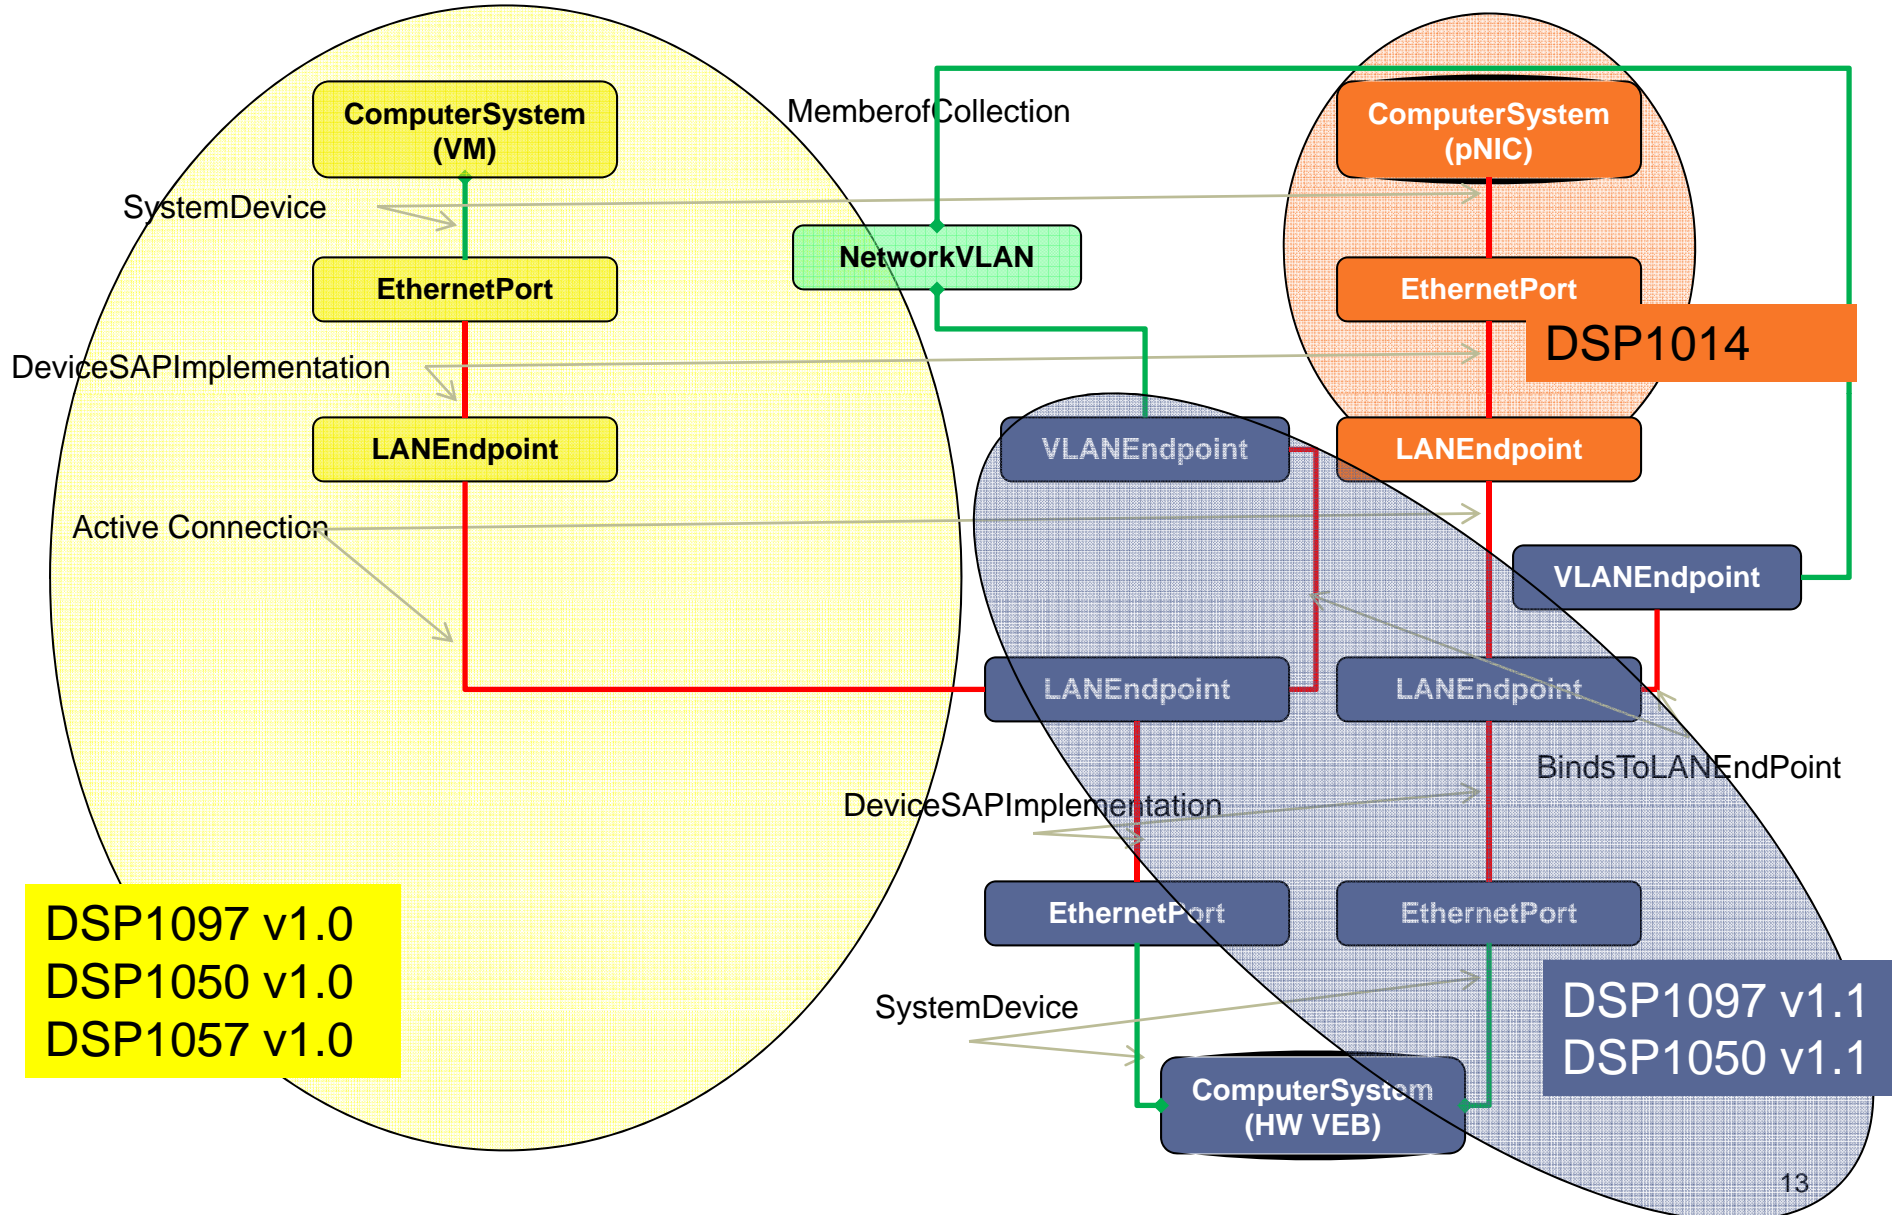 ComputerSystem
(VM)
MemberofCollection
ComputerSystem
(pNIC)
SystemDevice
NetworkVLAN
EthernetPort
EthernetPort
DSP1014
DeviceSAPImplementation
LANEndpoint
VLANEndpoint
LANEndpoint
Active Connection
VLANEndpoint
LANEndpoint
LANEndpoint
BindsToLANEndPoint
DeviceSAPImplementation
EthernetPort
EthernetPort
DSP1097 v1.0
DSP1050 v1.0
DSP1057 v1.0
SystemDevice
DSP1097 v1.1
DSP1050 v1.1
ComputerSystem
(HW VEB)
13